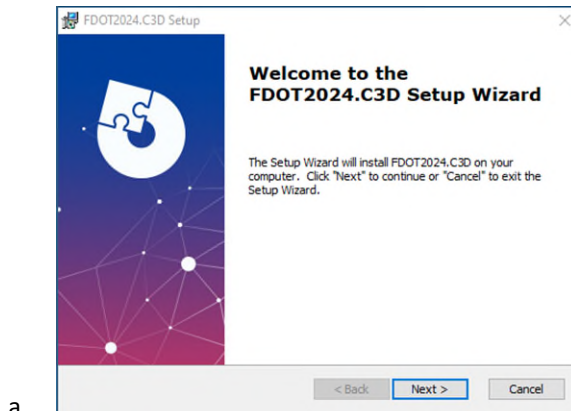 FDOT2024.C3D Setup
Welcome to the
FDOT2024.C3D Setup Wizard
The Setup Wizard will install FDOT2024.C3D on your
computer. Click "Next" to continue or "Cancel" to exit the
Setup Wizard.
< Back Next > Cancel
a